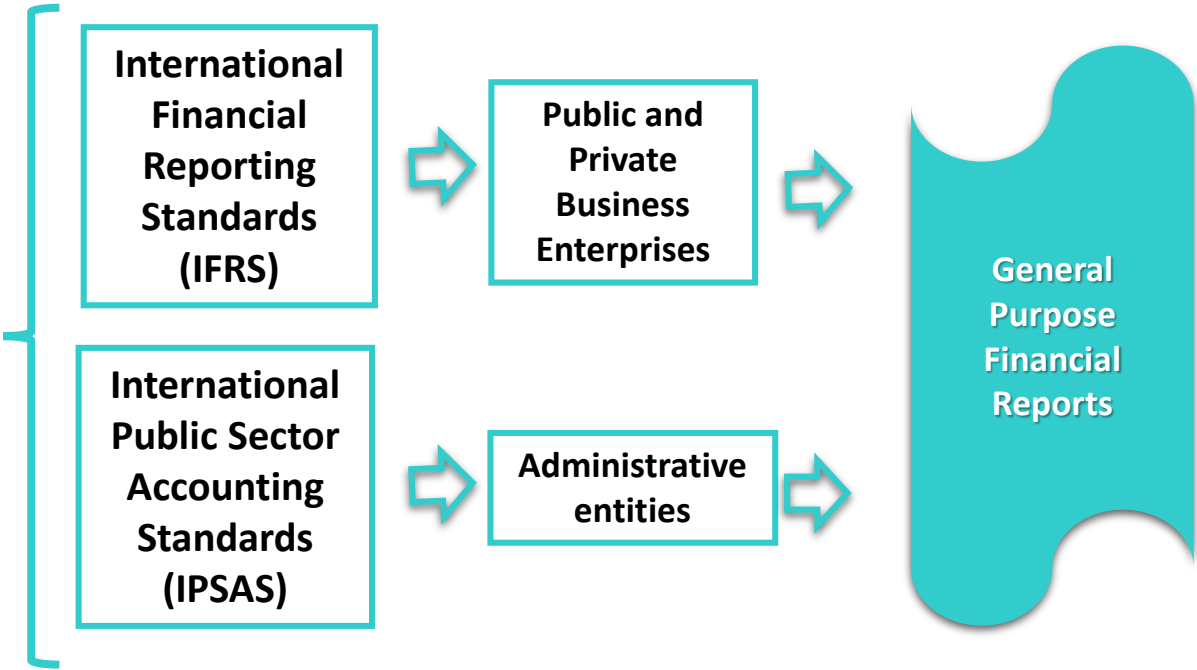 International
Financial
Reporting
Standards
(IFRS)
Public and
Private
Business
Enterprises
General
Purpose
Financial
Reports
International
Public Sector
Accounting
Standards
(IPSAS)
Administrative
entities